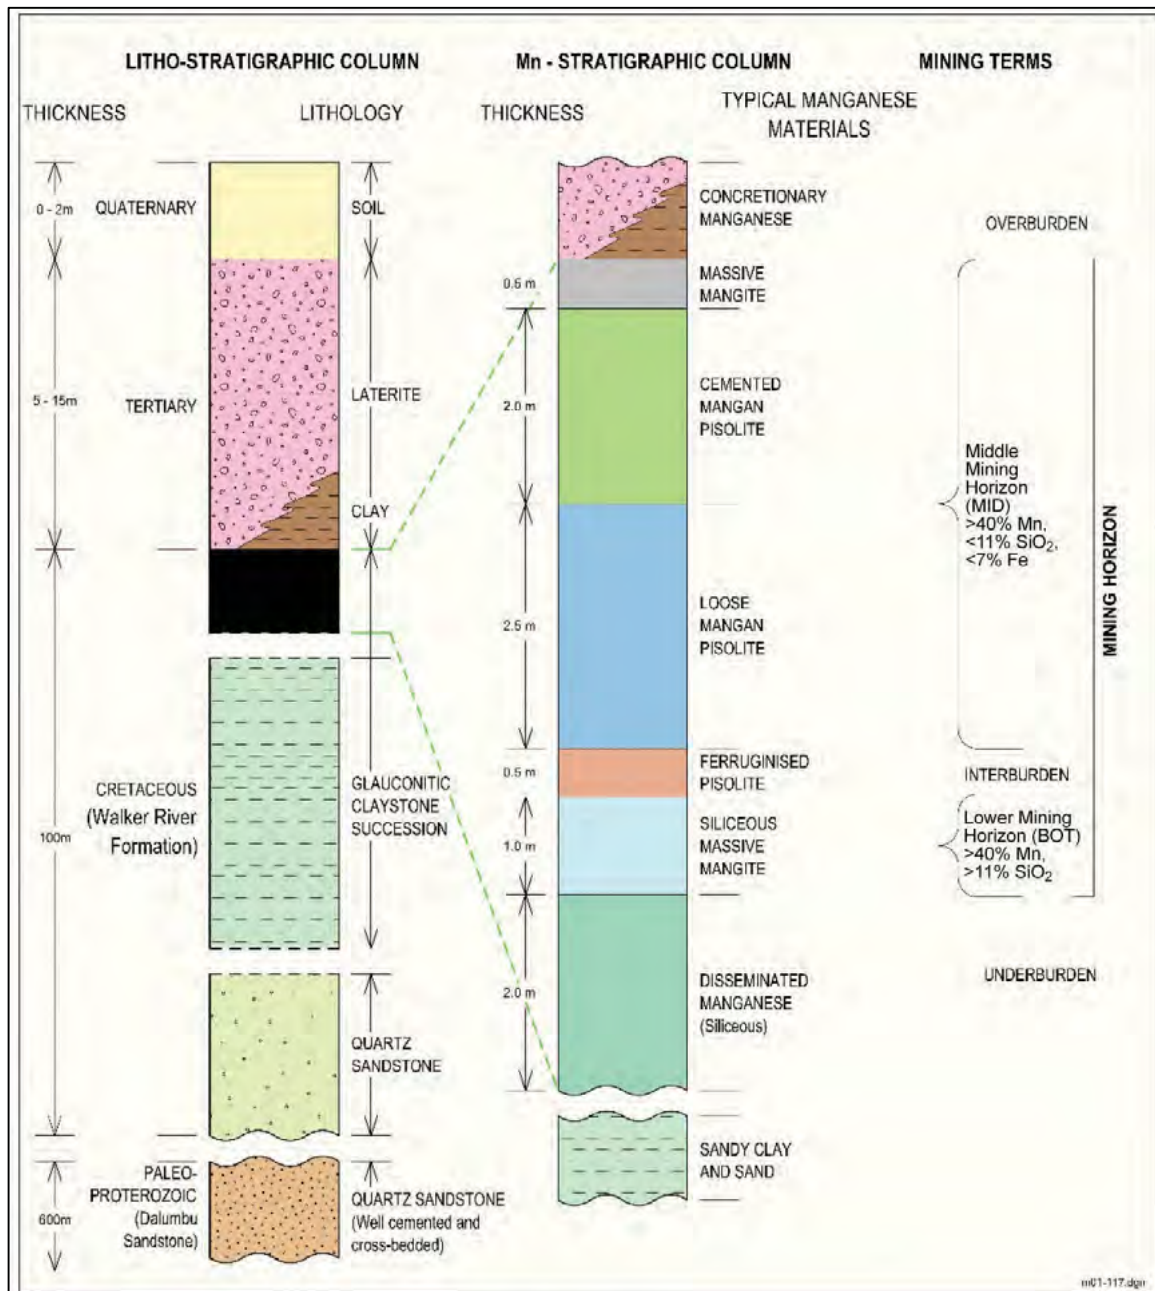 LITHO-STRATIGRAPHIC COLUMN
Mn - STRATIGRAPHIC COLUMN
MINING TERMS
THICKNESS
LITHOLOGY
THICKNESS
TYPICAL MANGANESE
MATERIALS
0 - 2m
QUATERNARY
SOIL
5 - 15m
TERTIARY
LATERITE
CLAY
100m
CRETACEOUS
(Walker River
Formation)
GLAUCONITIC
CLAYSTONE
SUCCESSION
QUARTZ
SANDSTONE
600m
PALEO-
PROTEROZOIC
(Dalumbu
Sandstone)
QUARTZ SANDSTONE
(Well cemented and
cross-bedded)
CONCRETIONARY
MANGANESE
0.5 m
MASSIVE
MANGITE
2.0 m
CEMENTED
MANGAN
PISOLITE
2.5 m
LOOSE
MANGAN
PISOLITE
0.5 m
FERRUGINISED
PISOLITE
1.0 m
SILICEOUS
MASSIVE
MANGITE
2.0 m
DISSEMINATED
MANGANESE
(Siliceous)
SANDY CLAY
AND SAND
OVERBURDEN
Middle
Mining
Horizon
(MID)
>40% Mn,
<11% SiO₂,
<7% Fe
INTERBURDEN
Lower Mining
Horizon (BOT)
>40% Mn,
>11% SiO₂
MINING HORIZON
UNDERBURDEN
m01-117.dgn